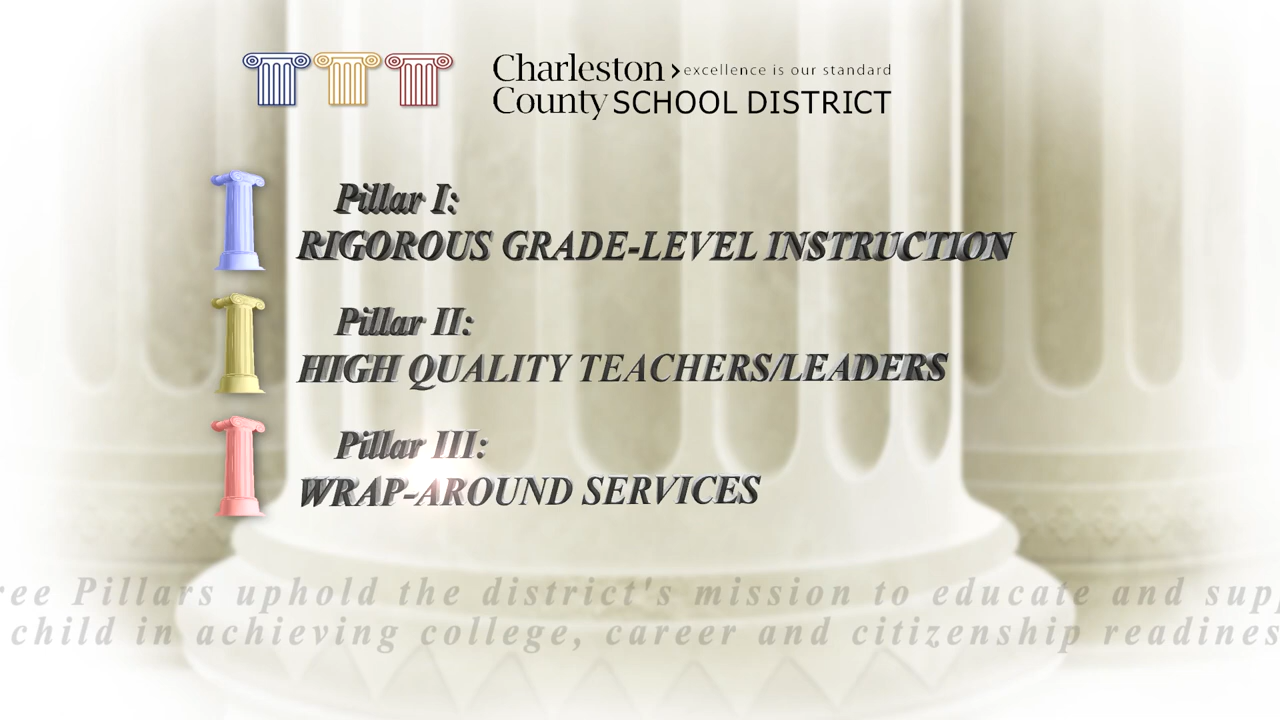 Charleston > excellence is our standard
County SCHOOL DISTRICT
Pillar I:
RIGOROUS GRADE-LEVEL INSTRUCTION
Pillar II:
HIGH QUALITY TEACHERS/LEADERS
Pillar III:
WRAP-AROUND SERVICES
Pillars uphold the district's mission to educate and
child in achieving college, career and citizenship